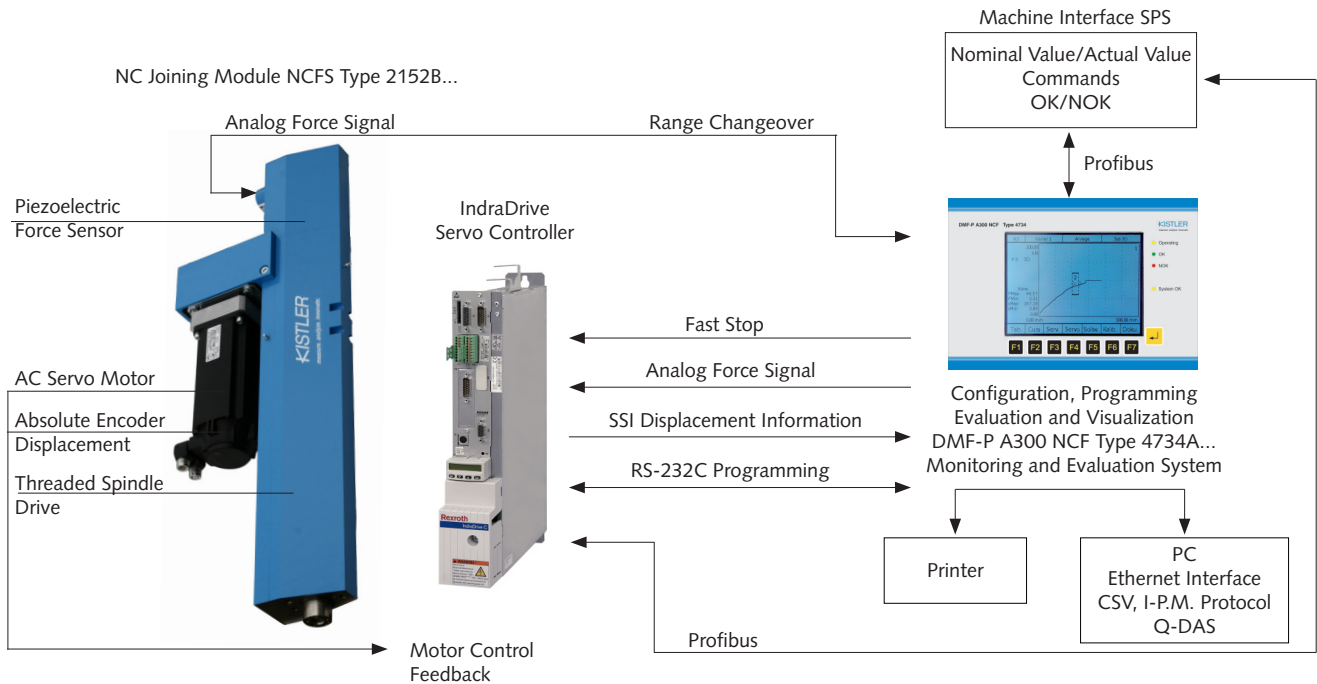 Machine Interface SPS
Nominal Value/Actual Value
Commands
OK/NOK
NC Joining Module NCFS Type 2152B...
Analog Force Signal
Range Changeover
Profibus
Piezoelectric
Force Sensor
IndraDrive
Servo Controller
DMF-P A300 NCF Type 4734
KISTLER
Operating
OK
NOK
System OK
F1 F2 F3 F4 F5 F6 F7
KISTLER
measure. analyze. innovate.
Fast Stop
Analog Force Signal
SSI Displacement Information
RS-232C Programming
AC Servo Motor
Absolute Encoder
Displacement
Threaded Spindle
Drive
Configuration, Programming
Evaluation and Visualization
DMF-P A300 NCF Type 4734A...
Monitoring and Evaluation System
Rexroth
IndraDrive C
Printer
PC
Ethernet Interface
CSV, I-P.M. Protocol
Q-DAS
Profibus
Motor Control
Feedback